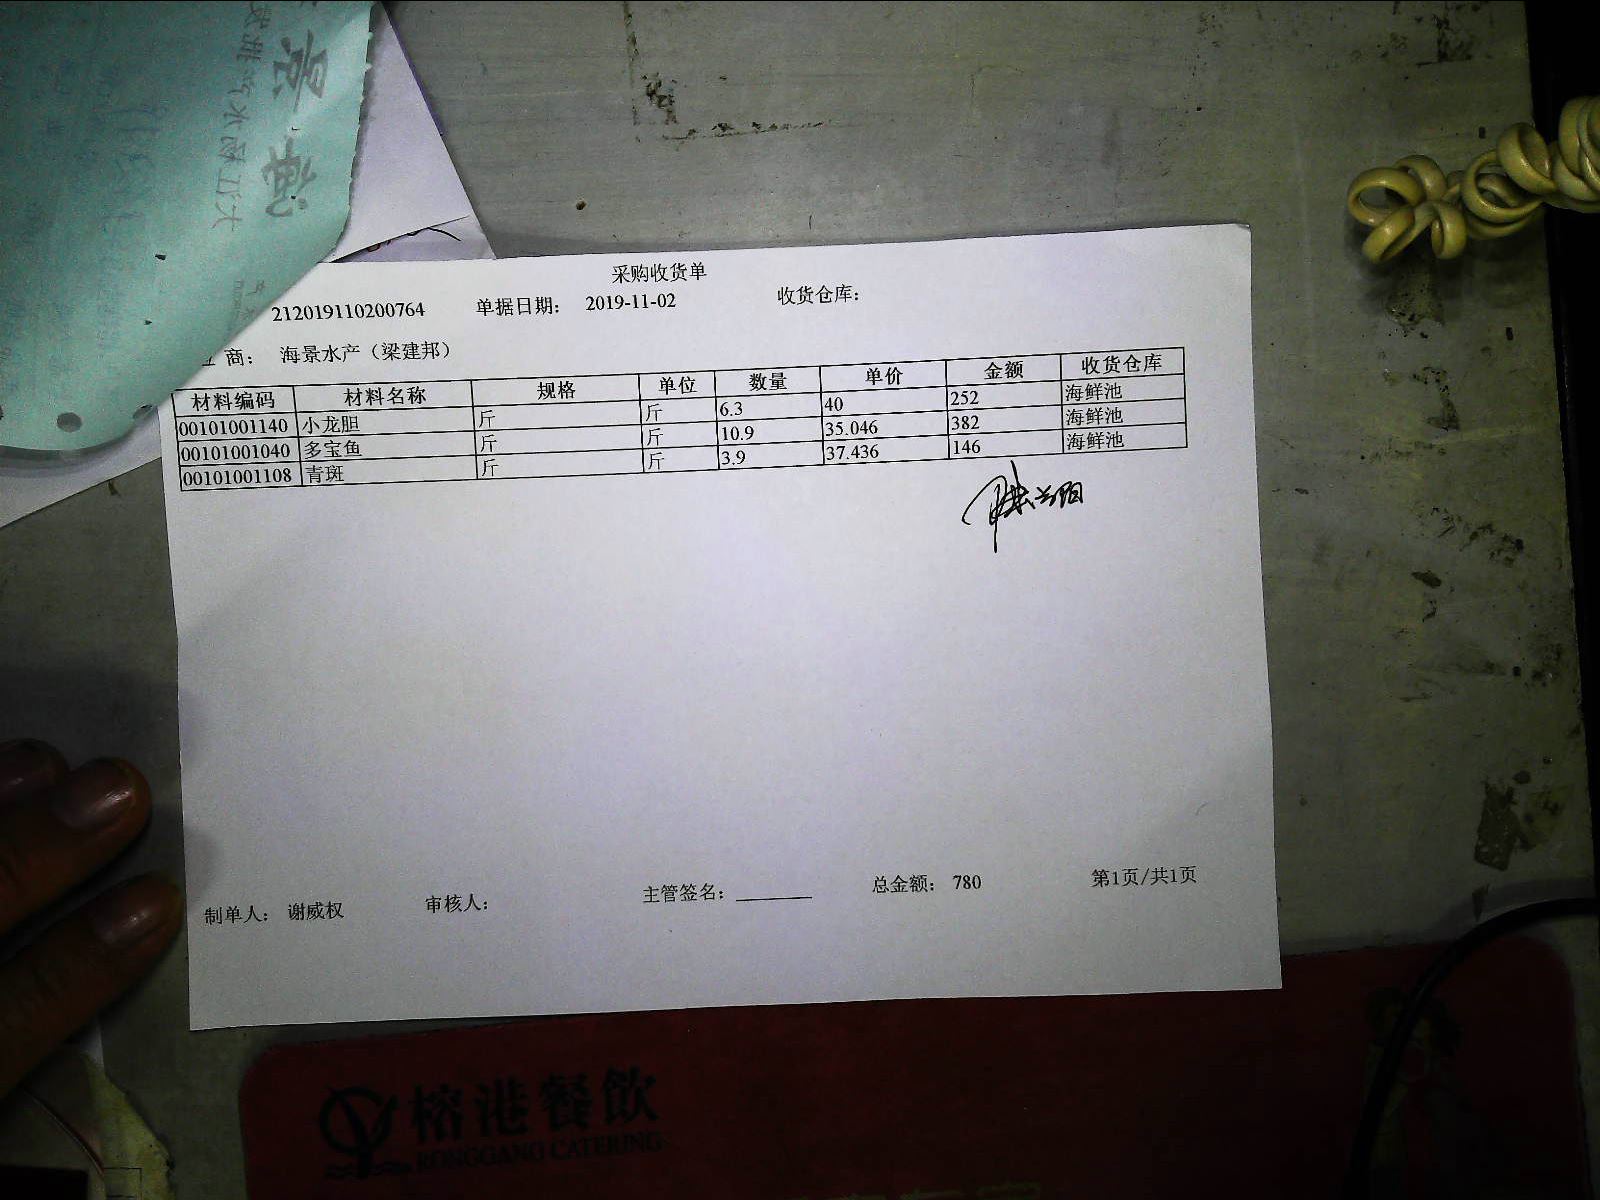 采购收货单
212019110200764 单据日期: 2019-11-02 收货仓库:
商: 海景水产（梁建邦）
材料编码 材料名称 规格 单位 数量 单价 金额 收货仓库
00101001140 小龙胆 斤 斤 6.3 40 252 海鲜池
00101001040 多宝鱼 斤 斤 10.9 35.046 382 海鲜池
00101001108 青斑 斤 斤 3.9 37.436 146 海鲜池
制单人: 谢威权 审核人: 主管签名: 总金额: 780 第1页/共1页
榕港餐飲
RONGGANG CATERING